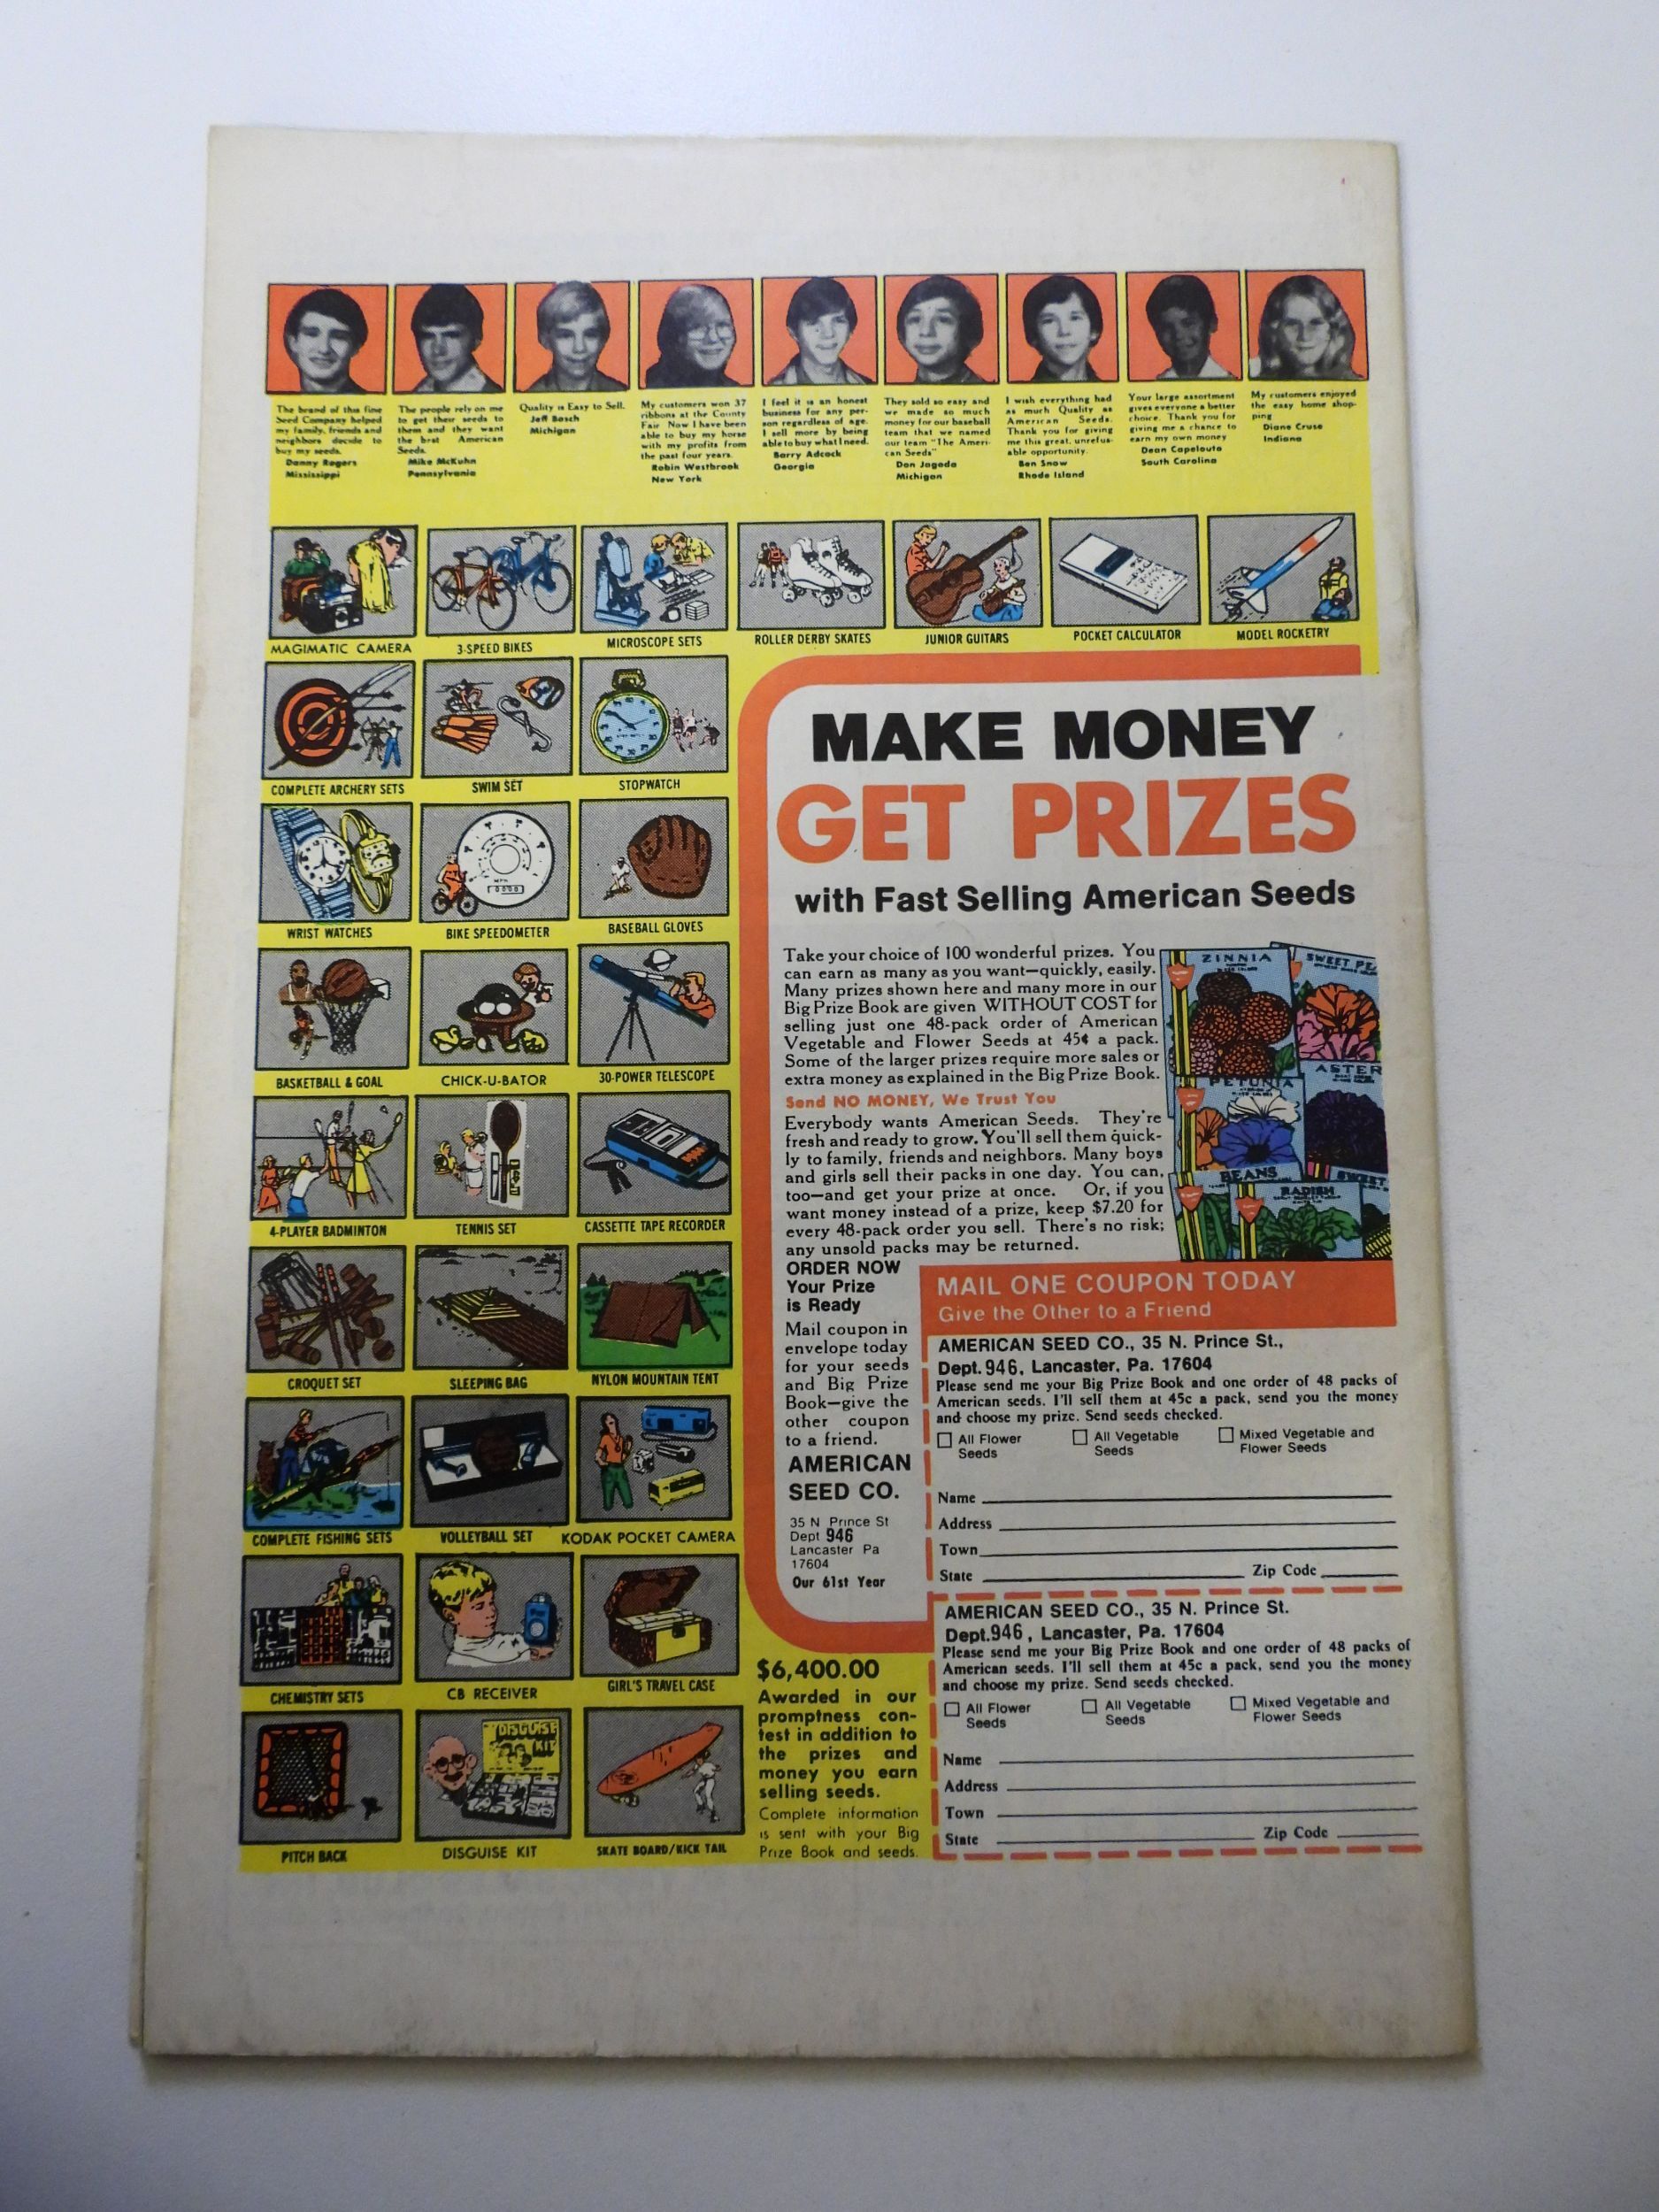 The brand of this fine
Seed Company helped
my family, friends and
neighbors decide to
buy my seeds.
Danny Rogers
Mississippi
The people rely on me
to get their seeds to
them and they want
the best American
Seeds.
Mike McKuhn
Pennsylvania
Quality is Easy to Sell.
Jeff Bosch
Michigan
My customers won 37
ribbons at the County
Fair Now I have been
able to buy my horse
with my profits from
the past four years.
Robin Westbrook
New York
I feel it is an honest
business for any per-
son regardless of age.
I sell more by being
able to buy what I need.
Barry Adcock
Georgia
They sold so easy and
we made so much
money for our baseball
team that we named
our team "The Ameri-
can Seeds"
Don Jagoda
Michigan
I wish everything had
as much Quality as
American Seeds.
Thank you for giving
me this great, unrefus-
able opportunity.
Ben Snow
Rhode Island
Your large assortment
gives everyone a better
choice. Thank you for
giving me a chance to
earn my own money
Dean Capelouto
South Carolina
My customers enjoyed
the easy home shop-
ping
Diane Cruse
Indiana
MAGIMATIC CAMERA
3-SPEED BIKES
MICROSCOPE SETS
ROLLER DERBY SKATES
JUNIOR GUITARS
POCKET CALCULATOR
MODEL ROCKETRY
COMPLETE ARCHERY SETS
SWIM SET
STOPWATCH
WRIST WATCHES
BIKE SPEEDOMETER
BASEBALL GLOVES
BASKETBALL & GOAL
CHICK-U-BATOR
30-POWER TELESCOPE
4-PLAYER BADMINTON
TENNIS SET
CASSETTE TAPE RECORDER
CROQUET SET
SLEEPING BAG
NYLON MOUNTAIN TENT
COMPLETE FISHING SETS
VOLLEYBALL SET
KODAK POCKET CAMERA
CHEMISTRY SETS
CB RECEIVER
GIRL'S TRAVEL CASE
DISGUISE
KIT
PITCH BACK
DISGUISE KIT
SKATE BOARD/KICK TAIL
MAKE MONEY
GET PRIZES
with Fast Selling American Seeds
Take your choice of 100 wonderful prizes. You
can earn as many as you want—quickly, easily.
Many prizes shown here and many more in our
Big Prize Book are given WITHOUT COST for
selling just one 48-pack order of American
Vegetable and Flower Seeds at 45¢ a pack.
Some of the larger prizes require more sales or
extra money as explained in the Big Prize Book.
Send NO MONEY, We Trust You
Everybody wants American Seeds. They're
fresh and ready to grow. You'll sell them quick-
ly to family, friends and neighbors. Many boys
and girls sell their packs in one day. You can,
too—and get your prize at once. Or, if you
want money instead of a prize, keep $7.20 for
every 48-pack order you sell. There's no risk;
any unsold packs may be returned.
ZINNIA
SWEET PE
PETUNIA
ASTER
BEANS
RADISH
SWEET
ORDER NOW
Your Prize
is Ready
Mail coupon in
envelope today
for your seeds
and Big Prize
Book—give the
other coupon
to a friend.
AMERICAN
SEED CO.
35 N Prince St
Dept 946
Lancaster Pa
17604
Our 61st Year
MAIL ONE COUPON TODAY
Give the Other to a Friend
AMERICAN SEED CO., 35 N. Prince St.,
Dept. 946, Lancaster, Pa. 17604
Please send me your Big Prize Book and one order of 48 packs of
American seeds. I'll sell them at 45c a pack, send you the money
and choose my prize. Send seeds checked.
All Flower
Seeds
All Vegetable
Seeds
Mixed Vegetable and
Flower Seeds
Name
Address
Town
State Zip Code
AMERICAN SEED CO., 35 N. Prince St.
Dept. 946, Lancaster, Pa. 17604
Please send me your Big Prize Book and one order of 48 packs of
American seeds. I'll sell them at 45c a pack, send you the money
and choose my prize. Send seeds checked.
All Flower
Seeds
All Vegetable
Seeds
Mixed Vegetable and
Flower Seeds
Name
Address
Town
State Zip Code
$6,400.00
Awarded in our
promptness con-
test in addition to
the prizes and
money you earn
selling seeds.
Complete information
is sent with your Big
Prize Book and seeds.